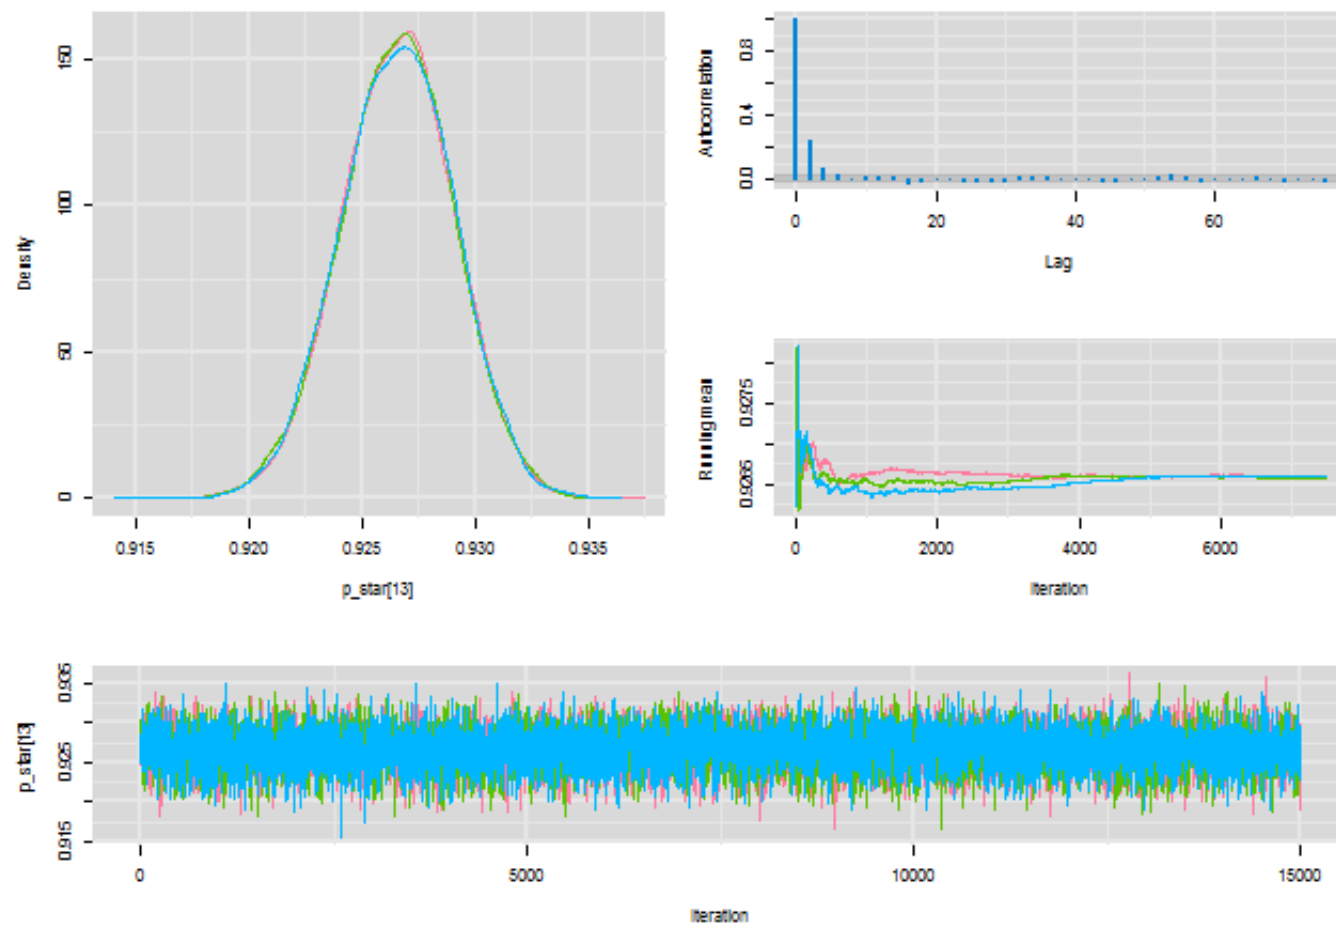 150
100
50
0
Density
0.915 0.920 0.925 0.930 0.935
p_star[13]
0.8
0.4
0.0
Autocorrelation
0 20 40 60
Lag
0.9275
0.9265
Running mean
0 2000 4000 6000
Iteration
0.935
0.925
0.915
p_star[13
0 5000 10000 15000
Iteration